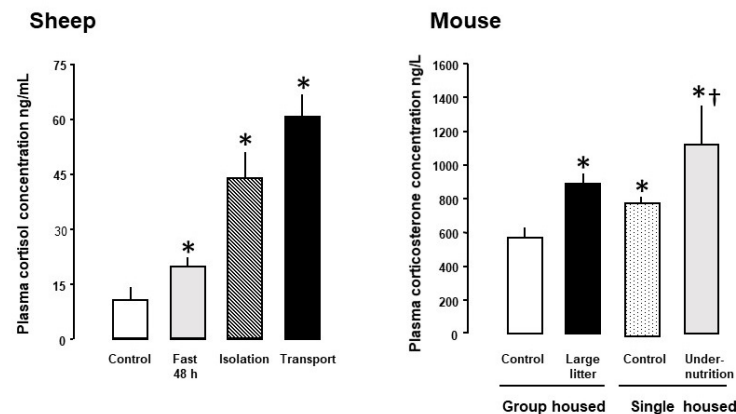 Sheep
Plasma cortisol concentration ng/mL
75
60
45
30
15
0
*
*
*
Control
Fast
48 h
Isolation
Transport
Mouse
Plasma corticosterone concentration ng/L
1600
1400
1200
1000
800
600
400
200
0
*
*
*†
Control
Large
litter
Control
Under-
nutrition
Group housed
Single housed